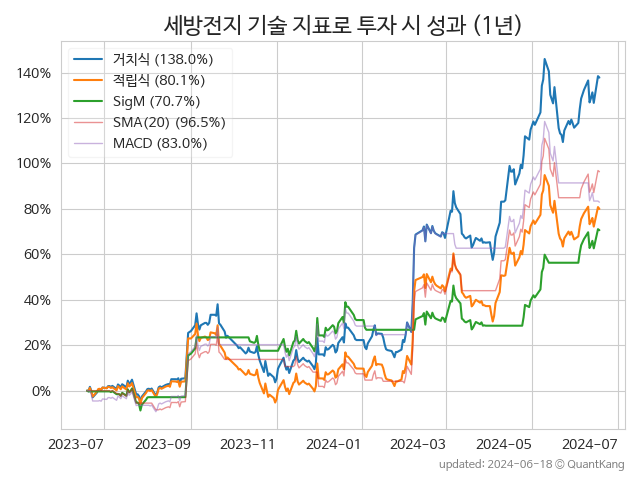 세방전지 기술 지표로 투자 시 성과 (1년)
거치식 (138.0%)
적립식 (80.1%)
SigM (70.7%)
SMA(20) (96.5%)
MACD (83.0%)
140%
120%
100%
80%
60%
40%
20%
0%
2023-07 2023-09 2023-11 2024-01 2024-03 2024-05 2024-07
updated: 2024-06-18 © QuantKang